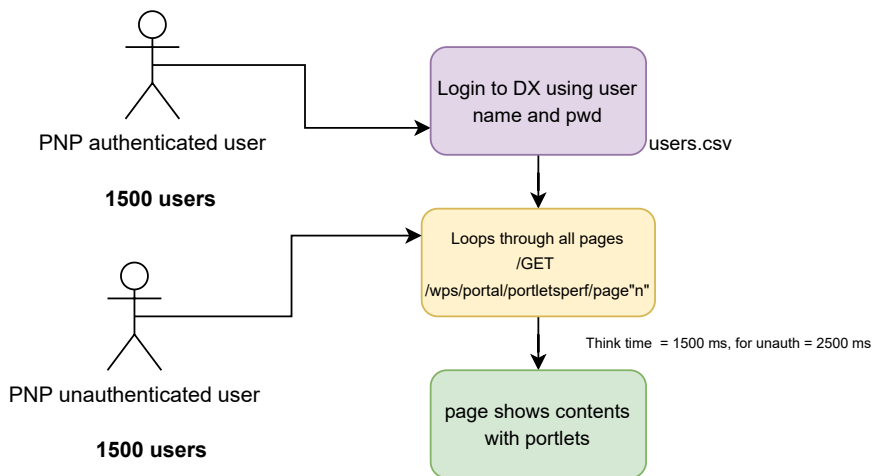 Login to DX using user
name and pwd
users.csv
PNP authenticated user
1500 users
Loops through all pages
/GET
/wps/portal/portletsperf/page"n"
Think time = 1500 ms, for unauth = 2500 ms
PNP unauthenticated user
1500 users
page shows contents
with portlets